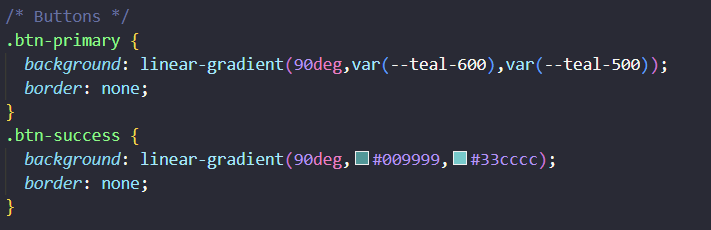 /* Buttons */
.btn-primary {
  background: linear-gradient(90deg,var(--teal-600),var(--teal-500));
  border: none;
}
.btn-success {
  background: linear-gradient(90deg,#009999,#33cccc);
  border: none;
}